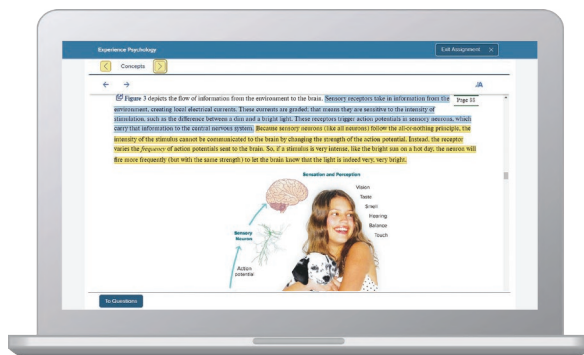 Experience Psychology
Exit Assignment ×
Concepts
Page 88
Figure 3 depicts the flow of information from the environment to the brain. Sensory receptors take in information from the
environment, creating local electrical currents. These currents are graded; that means they are sensitive to the intensity of
stimulation, such as the difference between a dim and a bright light. These receptors trigger action potentials in sensory neurons, which
carry that information to the central nervous system. Because sensory neurons (like all neurons) follow the all-or-nothing principle, the
intensity of the stimulus cannot be communicated to the brain by changing the strength of the action potential. Instead, the receptor
varies the frequency of action potentials sent to the brain. So, if a stimulus is very intense, like the bright sun on a hot day, the neuron will
fire more frequently (but with the same strength) to let the brain know that the light is indeed very, very bright.
Sensation and Perception
Vision
Taste
Smell
Hearing
Balance
Touch
Sensory
Neuron
Action
potential
To Questions